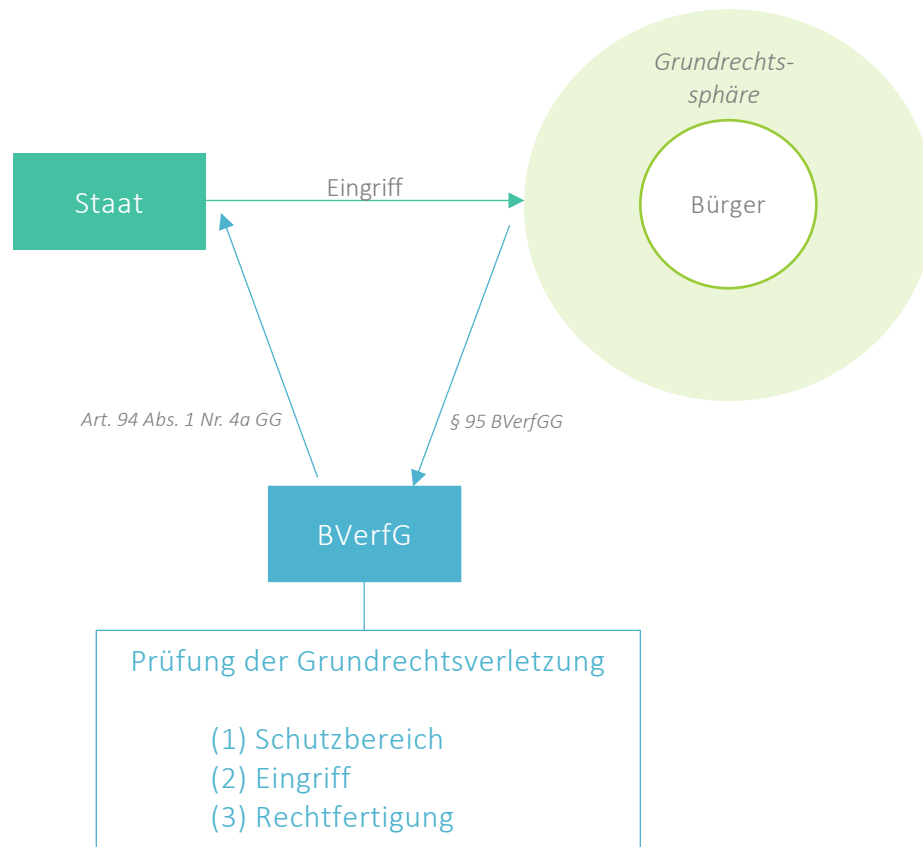 Grundrechts-
sphäre
Staat
Eingriff
Bürger
Art. 94 Abs. 1 Nr. 4a GG
§ 95 BVerfGG
BVerfG
Prüfung der Grundrechtsverletzung
(1) Schutzbereich
(2) Eingriff
(3) Rechtfertigung